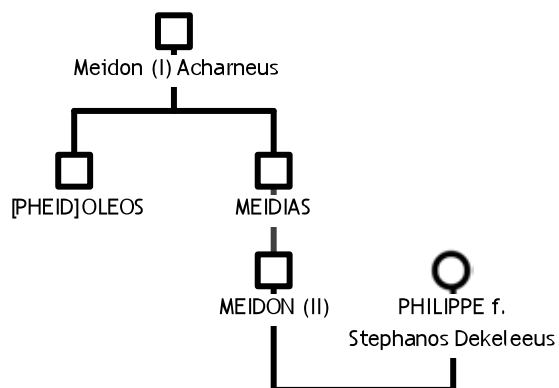 Meidon (I) Acharneus
[PHEID]OLEOS
MEIDIAS
MEIDON (II)
PHILIPPE f.
Stephanos Dekeleeus